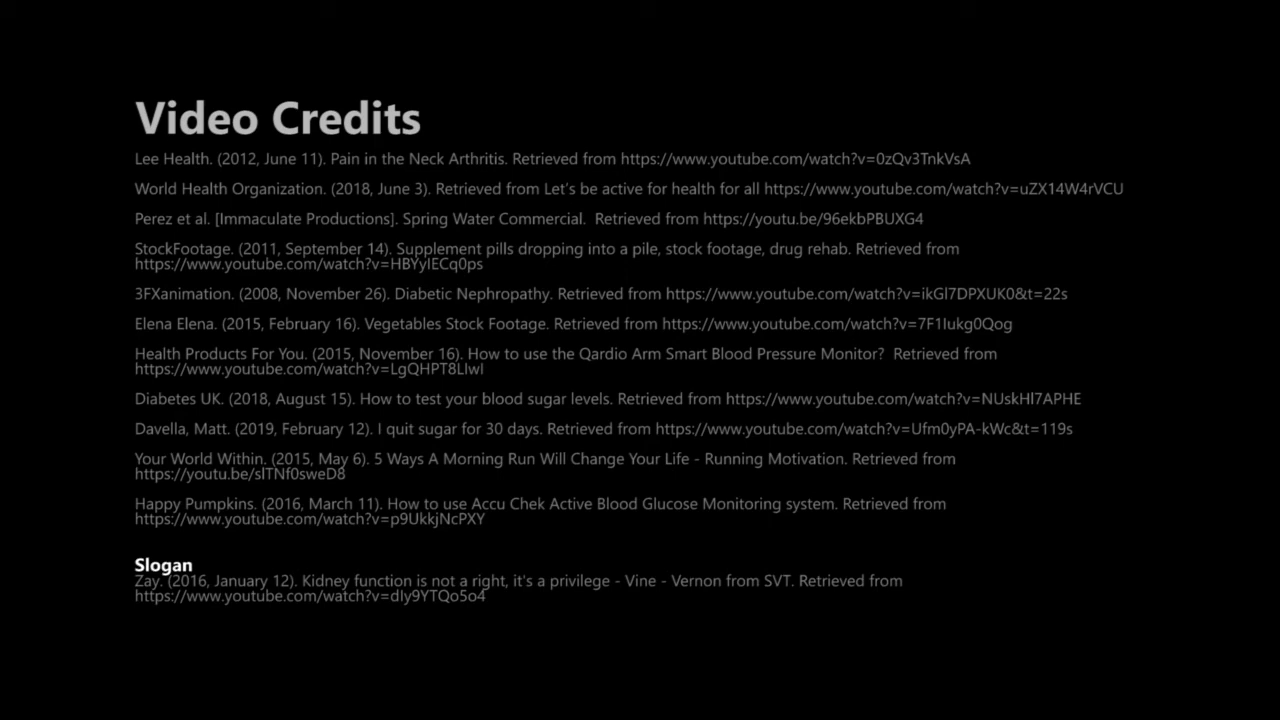 Video Credits
Lee Health. (2012, June 11). Pain in the Neck Arthritis. Retrieved from https://www.youtube.com/watch?v=0zQv3TnkVsA
World Health Organization. (2018, June 3). Retrieved from Let's be active for health for all https://www.youtube.com/watch?v=uZX14W4rVCU
Perez et al. [Immaculate Productions]. Spring Water Commercial.  Retrieved from https://youtu.be/96ekbPBUXG4
StockFootage. (2011, September 14). Supplement pills dropping into a pile, stock footage, drug rehab. Retrieved from
https://www.youtube.com/watch?v=HBYylECq0ps
3FXanimation. (2008, November 26). Diabetic Nephropathy. Retrieved from https://www.youtube.com/watch?v=ikGl7DPXUK0&t=22s
Elena Elena. (2015, February 16). Vegetables Stock Footage. Retrieved from https://www.youtube.com/watch?v=7F1Iukg0Qog
Health Products For You. (2015, November 16). How to use the Qardio Arm Smart Blood Pressure Monitor?  Retrieved from
https://www.youtube.com/watch?v=LgQHPT8LIwI
Diabetes UK. (2018, August 15). How to test your blood sugar levels. Retrieved from https://www.youtube.com/watch?v=NUskHl7APHE
Davella, Matt. (2019, February 12). I quit sugar for 30 days. Retrieved from https://www.youtube.com/watch?v=Ufm0yPA-kWc&t=119s
Your World Within. (2015, May 6). 5 Ways A Morning Run Will Change Your Life - Running Motivation. Retrieved from
https://youtu.be/slTNf0sweD8
Happy Pumpkins. (2016, March 11). How to use Accu Chek Active Blood Glucose Monitoring system. Retrieved from
https://www.youtube.com/watch?v=p9UkkjNcPXY
Slogan
Zay. (2016, January 12). Kidney function is not a right, it's a privilege - Vine - Vernon from SVT. Retrieved from
https://www.youtube.com/watch?v=dIy9YTQo5o4